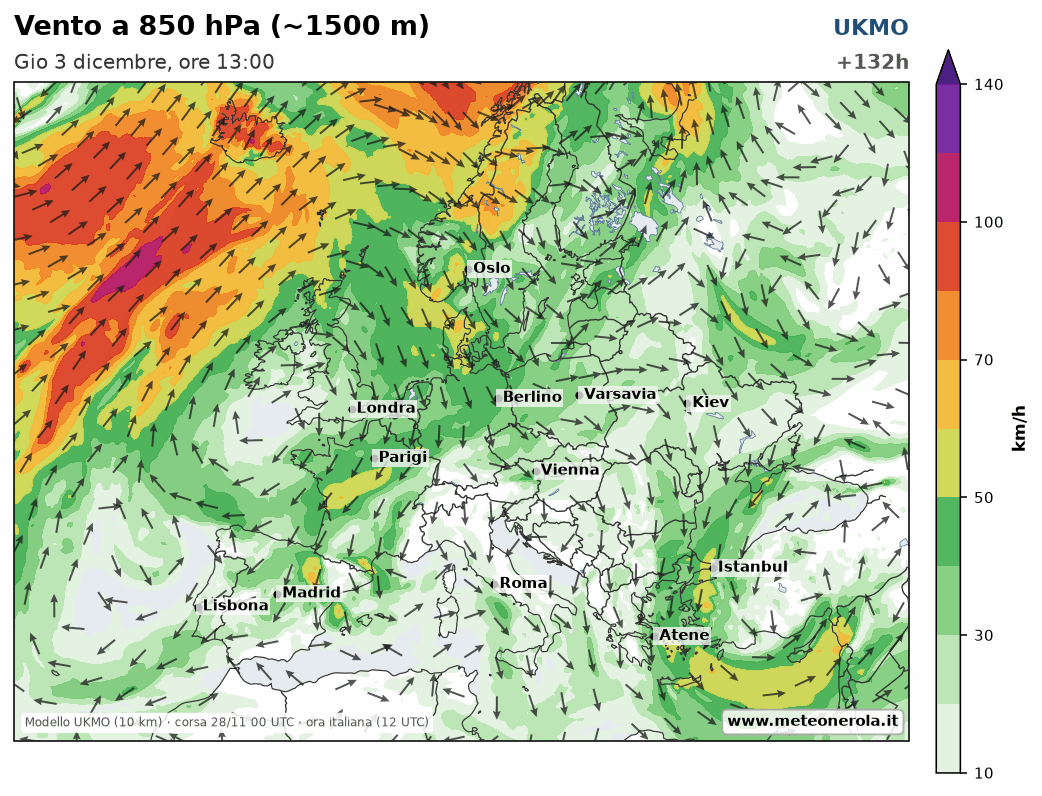 Vento a 850 hPa (~1500 m)
UKMO
Gio 3 dicembre, ore 13:00
+132h
140
100
70
50
30
10
km/h
Oslo
Londra
Berlino
Varsavia
Kiev
Parigi
Vienna
Istanbul
Roma
Madrid
Lisbona
Atene
Modello UKMO (10 km) · corsa 28/11 00 UTC · ora italiana (12 UTC)
www.meteonerola.it